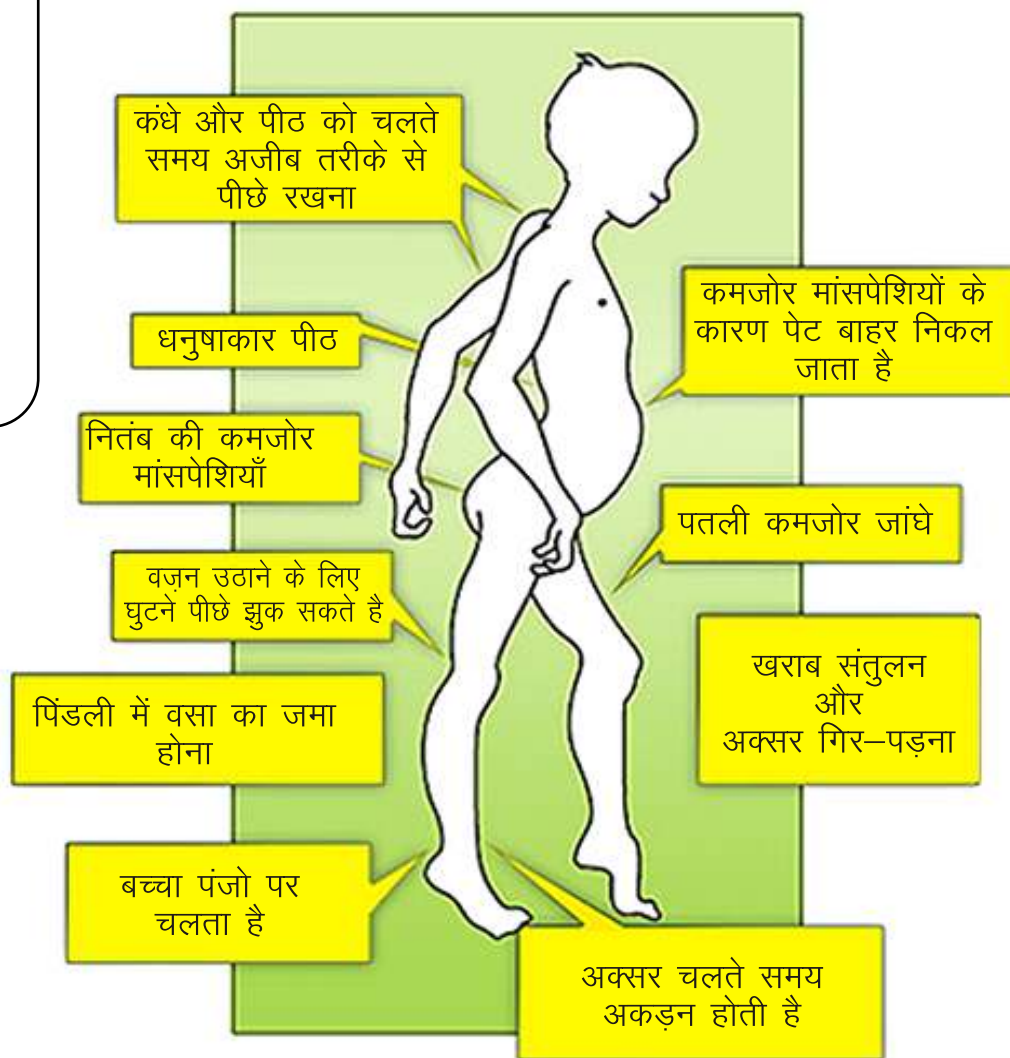 कंधे और पीठ को चलते
समय अजीब तरीके से
पीछे रखना
धनुषाकार पीठ
नितंब की कमजोर
मांसपेशियाँ
वज़न उठाने के लिए
घुटने पीछे झुक सकते है
पिंडली में वसा का जमा
होना
बच्चा पंजो पर
चलता है
कमजोर मांसपेशियों के
कारण पेट बाहर निकल
जाता है
पतली कमजोर जांघे
खराब संतुलन
और
अक्सर गिर–पड़ना
अक्सर चलते समय
अकड़न होती है